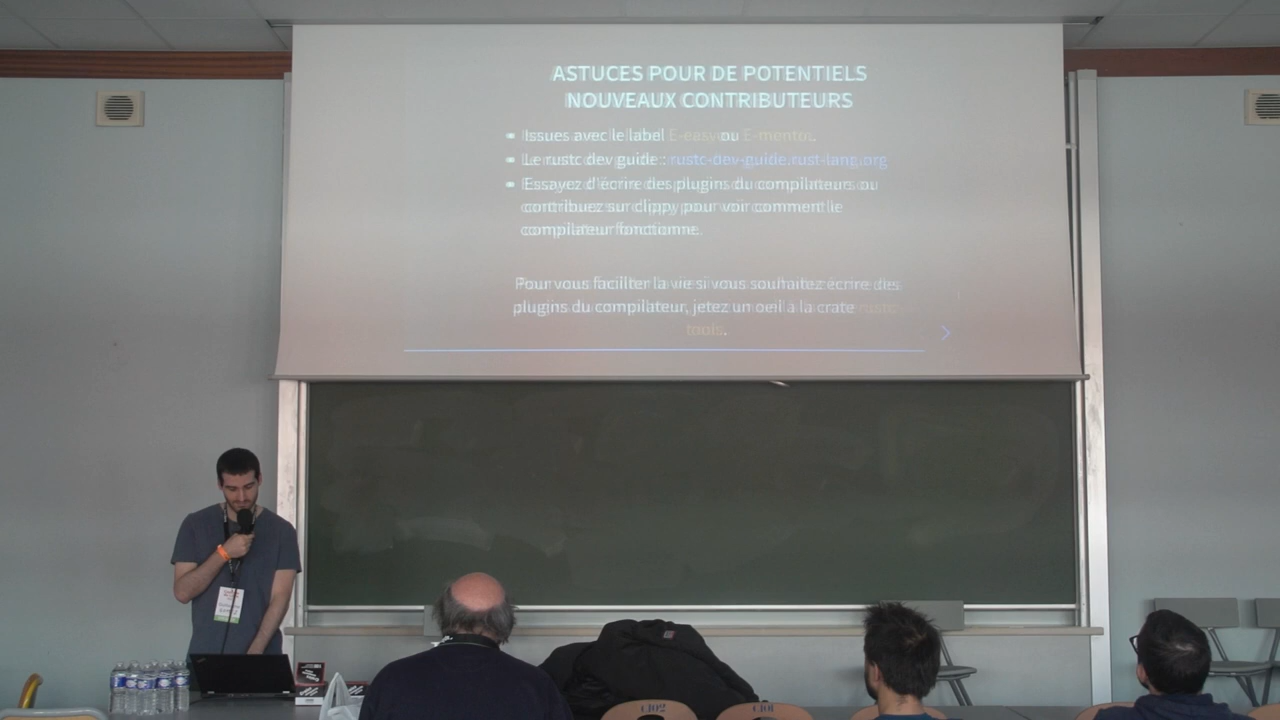 ASTUCES POUR DE POTENTIELS
NOUVEAUX CONTRIBUTEURS
Issues avec le label E-easy ou E-mentor.
Le rustc dev guide : rustc-dev-guide.rust-lang.org
Essayez d'écrire des plugins du compilateurs ou
contribuez sur clippy pour voir comment le
compilateur fonctionne.
Pour vous faciliter la vie si vous souhaitez écrire des
plugins du compilateur, jetez un oeil à la crate rustc-
tools.